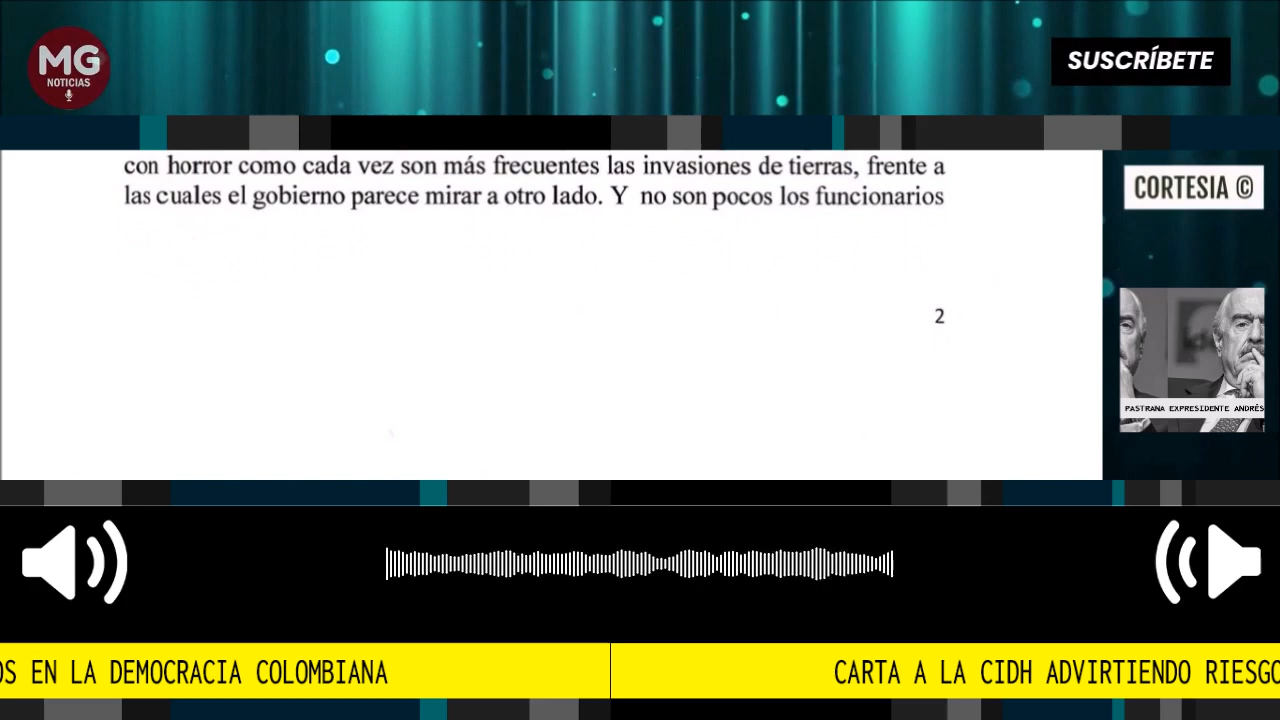 MG
NOTICIAS
SUSCRÍBETE
con horror como cada vez son más frecuentes las invasiones de tierras, frente a
las cuales el gobierno parece mirar a otro lado. Y no son pocos los funcionarios
2
CORTESIA ©
PASTRANA EXPRESIDENTE ANDRÉS
OS EN LA DEMOCRACIA COLOMBIANA
CARTA A LA CIDH ADVIRTIENDO RIESGO